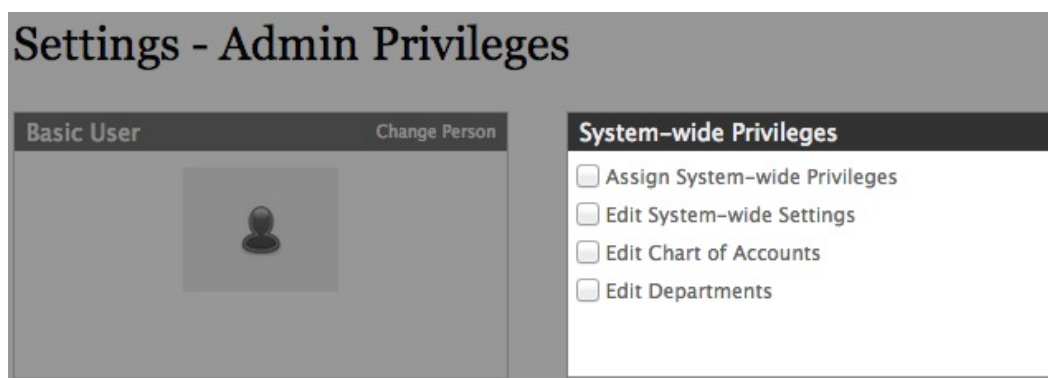 Settings - Admin Privileges
Basic User
Change Person
System-wide Privileges
Assign System-wide Privileges
Edit System-wide Settings
Edit Chart of Accounts
Edit Departments